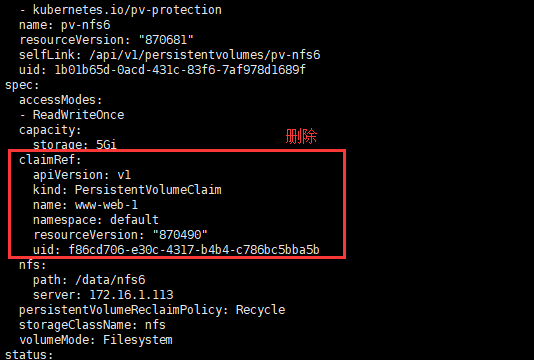 - kubernetes.io/pv-protection
  name: pv-nfs6
  resourceVersion: "870681"
  selfLink: /api/v1/persistentvolumes/pv-nfs6
  uid: 1b01b65d-0acd-431c-83f6-7af978d1689f
spec:
  accessModes:
  - ReadWriteOnce
  capacity:
    storage: 5Gi
删除
  claimRef:
    apiVersion: v1
    kind: PersistentVolumeClaim
    name: www-web-1
    namespace: default
    resourceVersion: "870490"
    uid: f86cd706-e30c-4317-b4b4-c786bc5bba5b
  nfs:
    path: /data/nfs6
    server: 172.16.1.113
  persistentVolumeReclaimPolicy: Recycle
  storageClassName: nfs
  volumeMode: Filesystem
status: